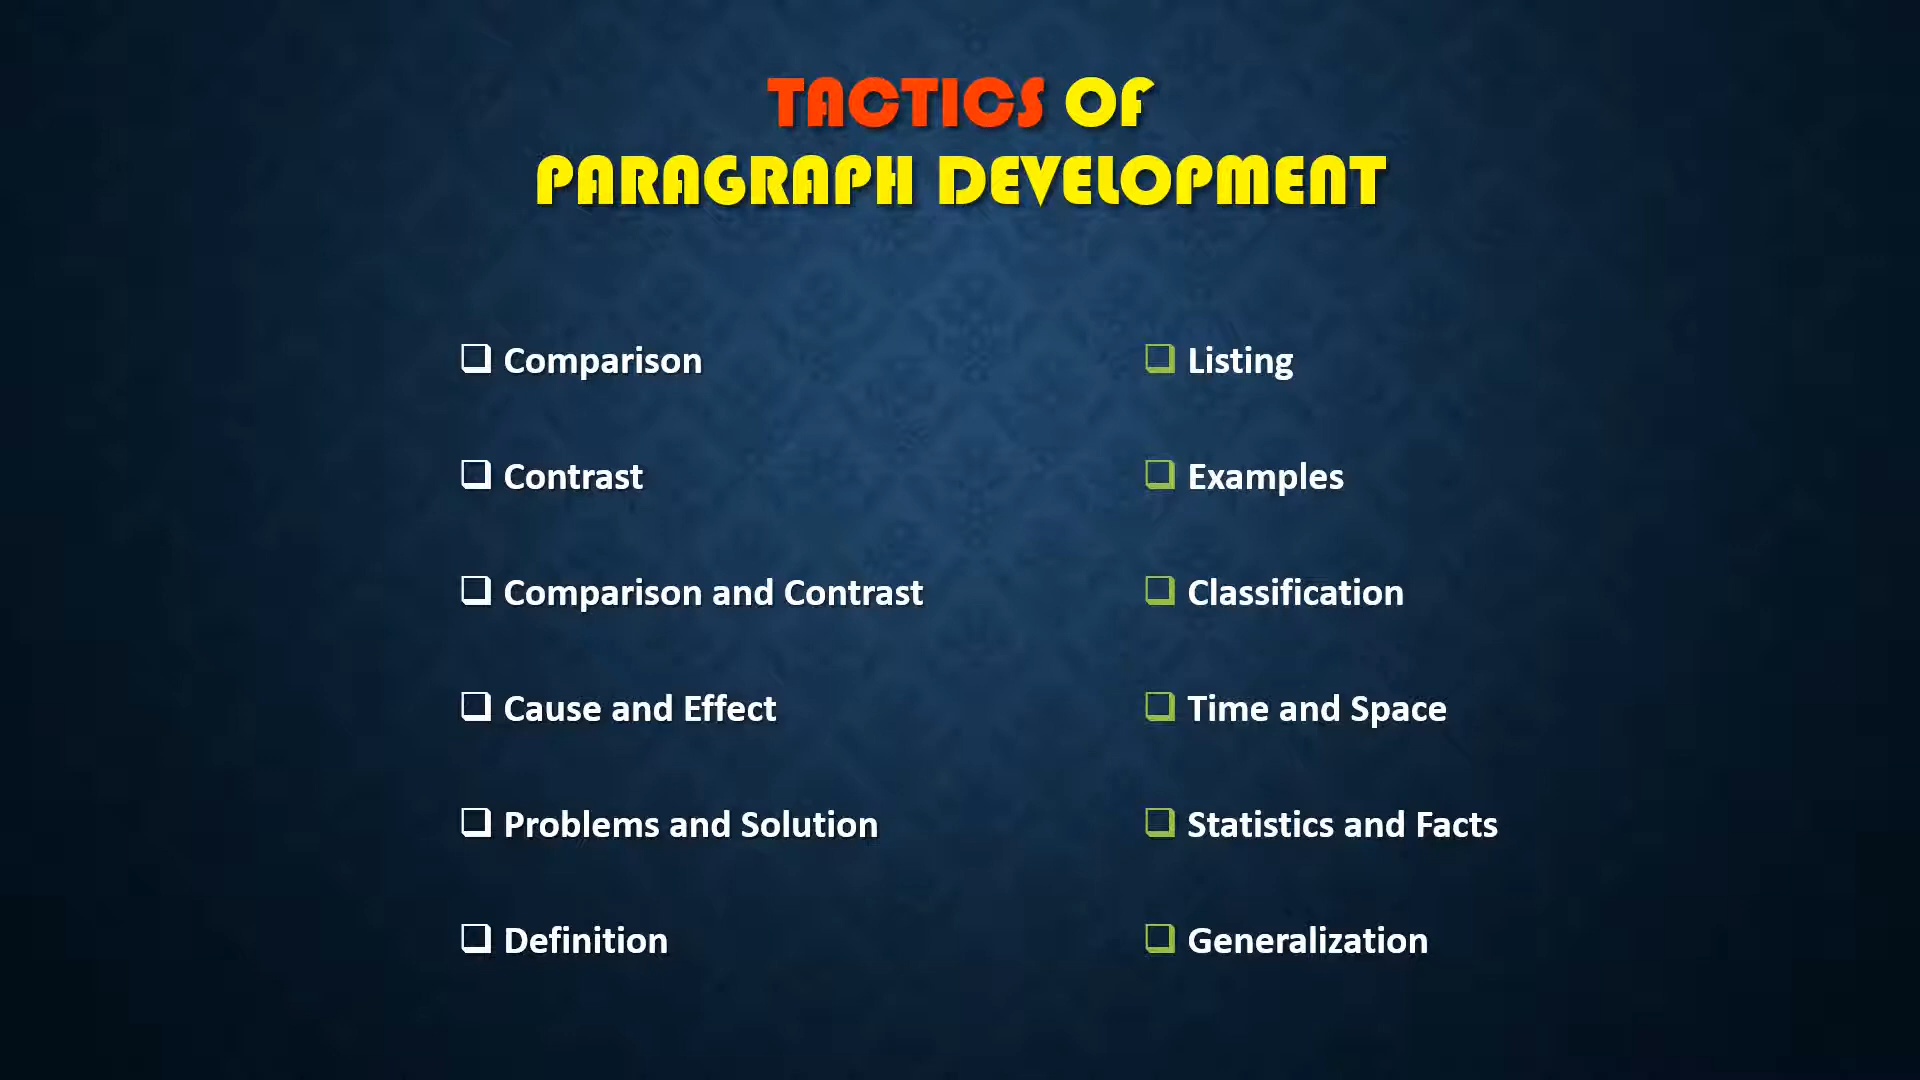 TACTICS OF
PARAGRAPH DEVELOPMENT
Comparison
Contrast
Comparison and Contrast
Cause and Effect
Problems and Solution
Definition
Listing
Examples
Classification
Time and Space
Statistics and Facts
Generalization